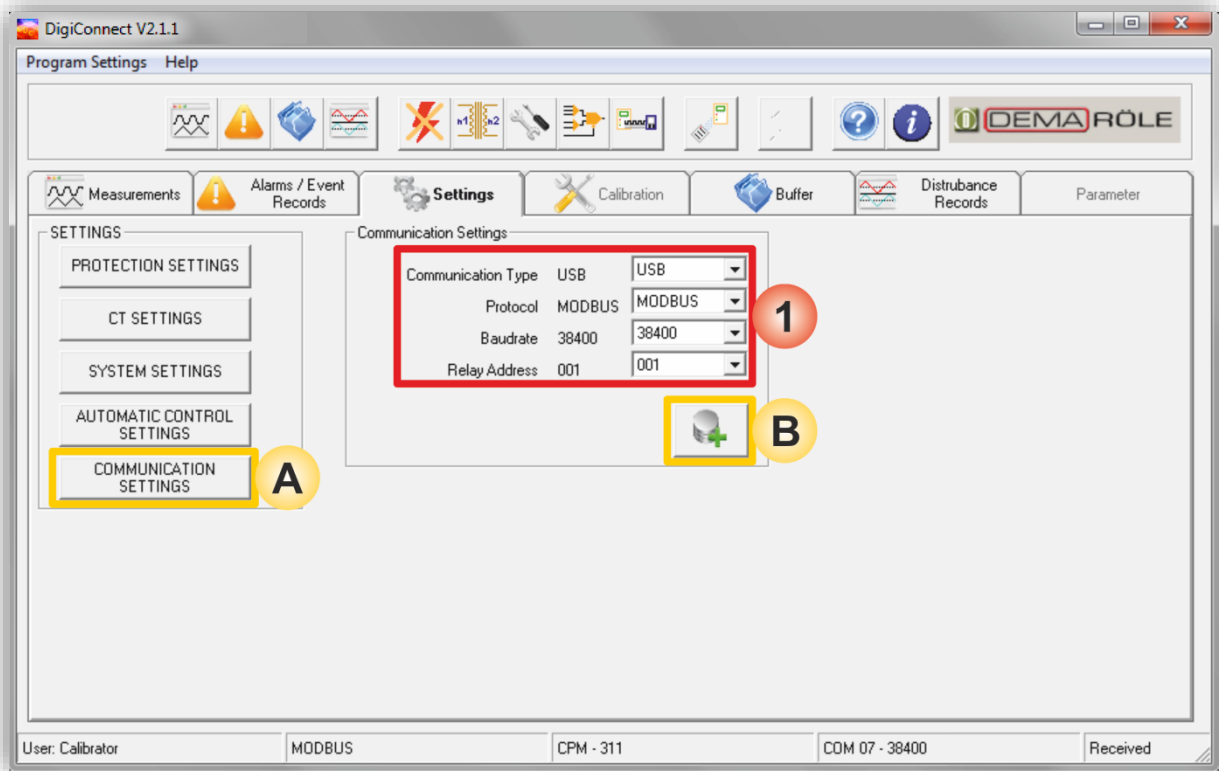 DigiConnect V2.1.1
Program Settings Help
n1 n2
DEMA RÖLE
Measurements
Alarms / Event
Records
Settings
Calibration
Buffer
Distrubance
Records
Parameter
SETTINGS
PROTECTION SETTINGS
CT SETTINGS
SYSTEM SETTINGS
AUTOMATIC CONTROL
SETTINGS
COMMUNICATION
SETTINGS
A
Communication Settings
Communication Type USB USB
Protocol MODBUS MODBUS
Baudrate 38400 38400
Relay Address 001 001
1
B
User: Calibrator MODBUS CPM - 311 COM 07 - 38400 Received